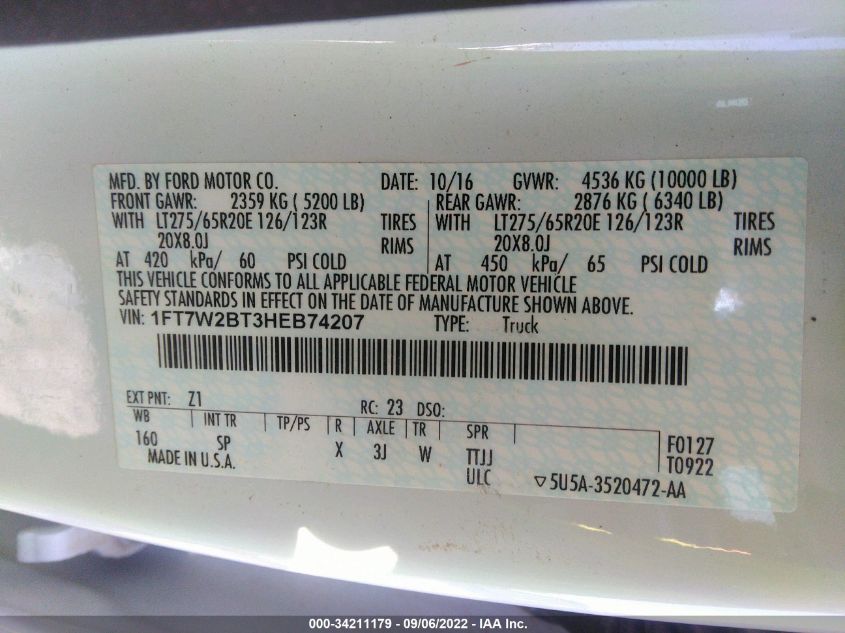 MFD. BY FORD MOTOR CO. DATE: 10/16 GVWR: 4536 KG (10000 LB)
FRONT GAWR: 2359 KG ( 5200 LB) REAR GAWR: 2876 KG ( 6340 LB)
WITH LT275/65R20E 126/123R TIRES WITH LT275/65R20E 126/123R TIRES
20X8.0J RIMS 20X8.0J RIMS
AT 420 kPa/ 60 PSI COLD AT 450 kPa/ 65 PSI COLD
THIS VEHICLE CONFORMS TO ALL APPLICABLE FEDERAL MOTOR VEHICLE
SAFETY STANDARDS IN EFFECT ON THE DATE OF MANUFACTURE SHOWN ABOVE.
VIN: 1FT7W2BT3HEB74207 TYPE: Truck
EXT PNT: Z1 RC: 23 DSO:
WB INT TR TP/PS R AXLE TR SPR
160 SP X 3J W TTJJ F0127
MADE IN U.S.A. ULC T0922
▽5U5A-3520472-AA
000-34211179 - 09/06/2022 - IAA Inc.